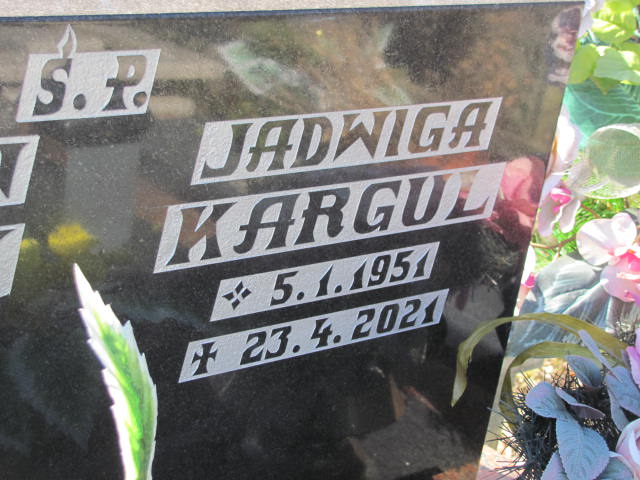 Ś. P.
JADWIGA
KARGUL
5.1.1951
✝ 23.4.2021